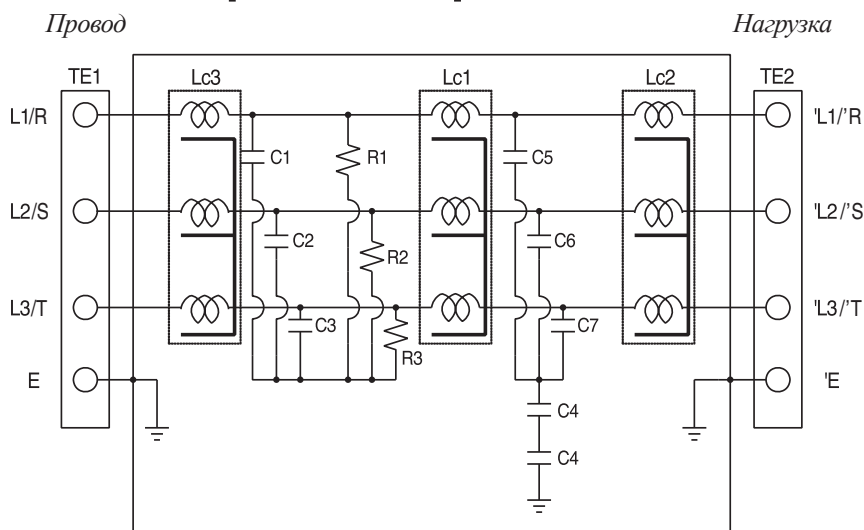 Провод Нагрузка
TE1 Lc3 Lc1 Lc2 TE2
L1/R 'L1/'R
C1 R1 C5
L2/S 'L2/'S
C2 R2 C6
L3/T 'L3/'T
C3 R3 C7
E 'E
C4
C4